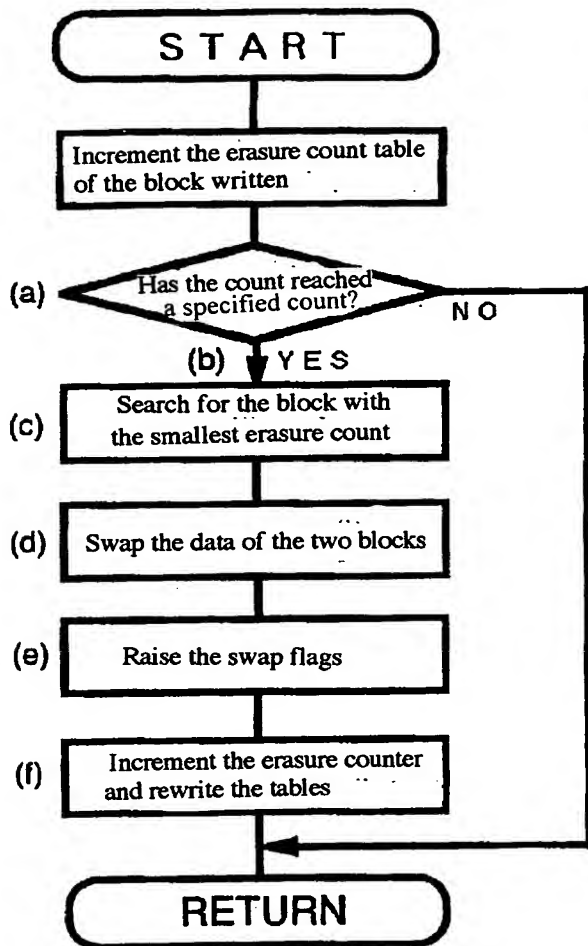 START
Increment the erasure count table
of the block written
(a)
Has the count reached
a specified count?
NO
(b)
YES
(c)
Search for the block with
the smallest erasure count
(d)
Swap the data of the two blocks
(e)
Raise the swap flags
(f)
Increment the erasure counter
and rewrite the tables
RETURN